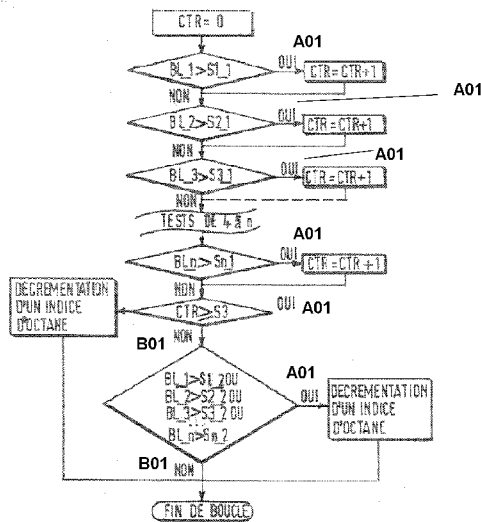 CTR= 0
A01
BL_1>S1_1
OUI
CTR=CTR+1
NON
A01
BL_2>S2_1
OUI
CTR=CTR+1
NON
A01
BL_3>S3_1
OUI
CTR=CTR+1
NON
TESTS DE 4 à n
A01
BL_n>Sn_1
OUI
CTR=CTR+1
NON
DECREMENTATION
D'UN INDICE
D'OCTANE
CTR≥S3
OUI
A01
B01
NON
BL_1>S1_2 OU
BL_2>S2_2 OU
BL_3>S3_2 OU
...
BL_n>Sn_2
A01
OUI
DECREMENTATION
D'UN INDICE
D'OCTANE
B01
NON
FIN DE BOUCLE